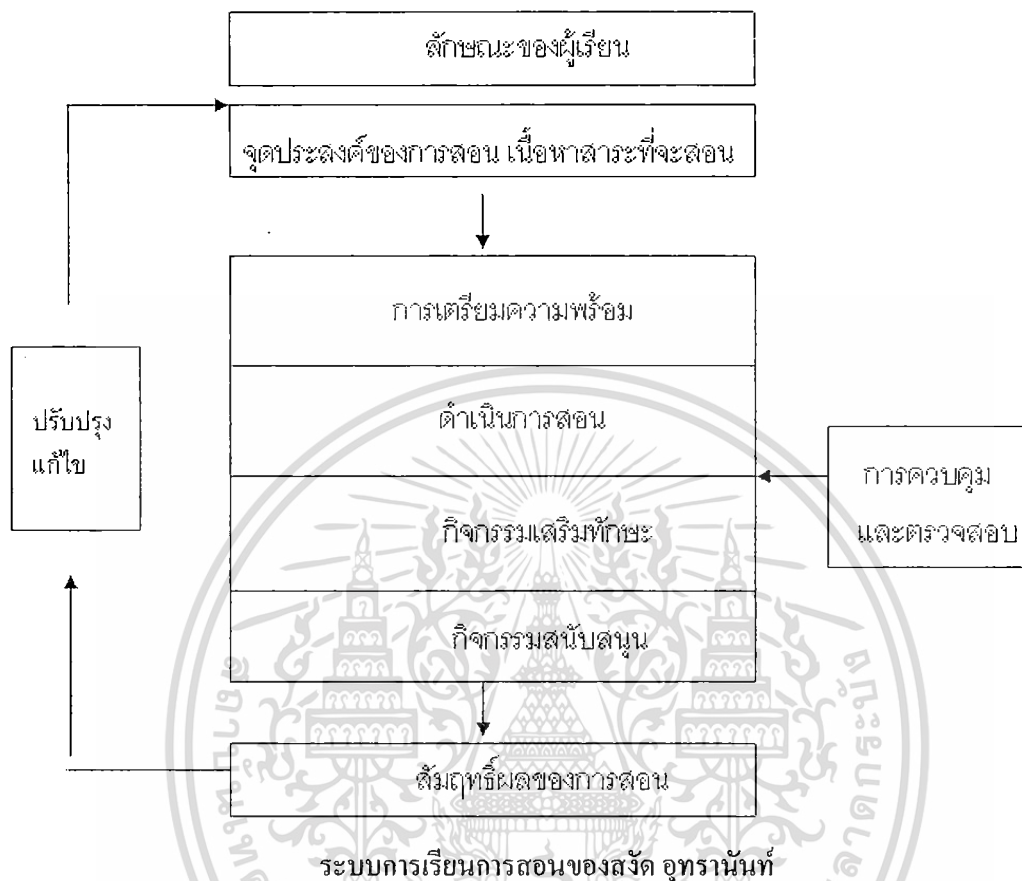 ลักษณะของผู้เรียน
จุดประสงค์ของการสอน เนื้อหาสาระที่จะสอน
การเตรียมความพร้อม
ดำเนินการสอน
ปรับปรุง
แก้ไข
การควบคุม
และตรวจสอบ
กิจกรรมเสริมทักษะ
กิจกรรมสนับสนุน
สัมฤทธิ์ผลของการสอน
ระบบการเรียนการสอนของสงัด อุทรานันท์